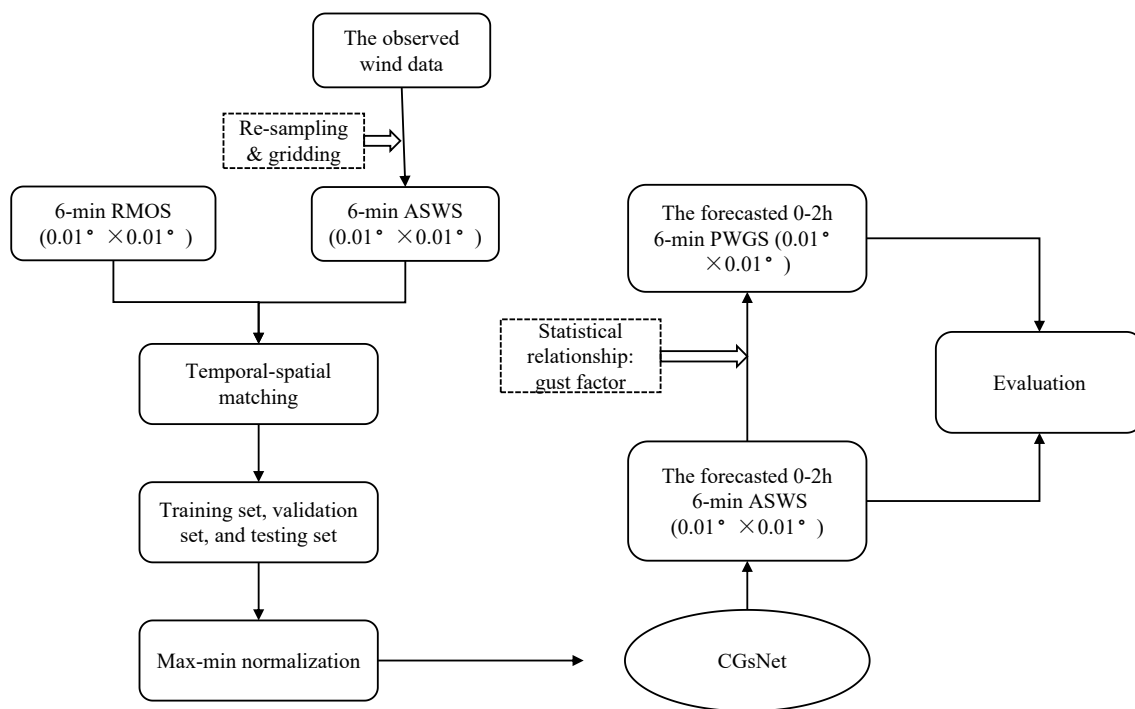 The observed
wind data
Re-sampling
& gridding
6-min RMOS
(0.01° ×0.01° )
6-min ASWS
(0.01° ×0.01° )
Temporal-spatial
matching
Training set, validation
set, and testing set
Max-min normalization
CGsNet
The forecasted 0-2h
6-min ASWS
(0.01° ×0.01° )
Statistical
relationship:
gust factor
The forecasted 0-2h
6-min PWGS (0.01°
×0.01° )
Evaluation